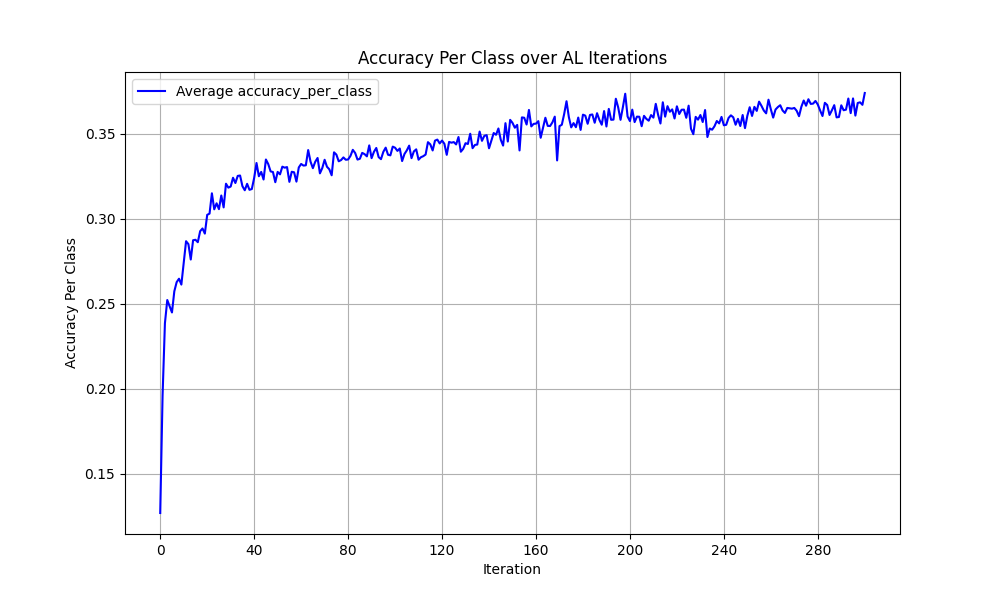 Accuracy Per Class over AL Iterations
Average accuracy_per_class
Accuracy Per Class
0.35
0.30
0.25
0.20
0.15
0 40 80 120 160 200 240 280
Iteration